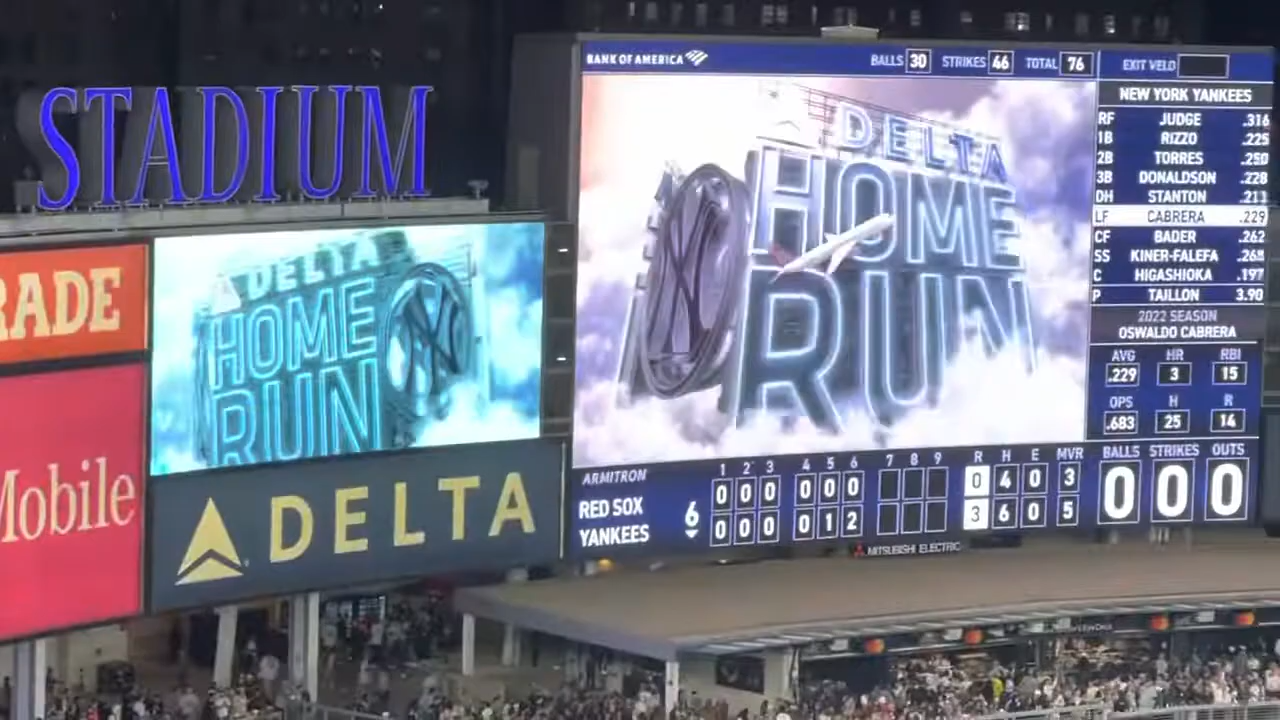 STADIUM
RADE
Mobile
DELTA
HOME
RUN
DELTA
BANK OF AMERICA
BALLS 30 STRIKES 46 TOTAL 76
EXIT VELO
DELTA
HOME
RUN
NEW YORK YANKEES
RF JUDGE .316
1B RIZZO .225
2B TORRES .250
3B DONALDSON .228
DH STANTON .211
LF CABRERA .229
CF BADER .262
SS KINER-FALEFA .268
C HIGASHIOKA .197
P TAILLON 3.90
2022 SEASON
OSWALDO CABRERA
AVG HR RBI
.229 3 15
OPS H R
.683 25 14
ARMITRON 1 2 3 4 5 6 7 8 9 R H E MVR
RED SOX 0 0 0 0 0 0 0 4 0 3
6
YANKEES 0 0 0 0 1 2 3 6 0 5
BALLS STRIKES OUTS
0 0 0
MITSUBISHI ELECTRIC